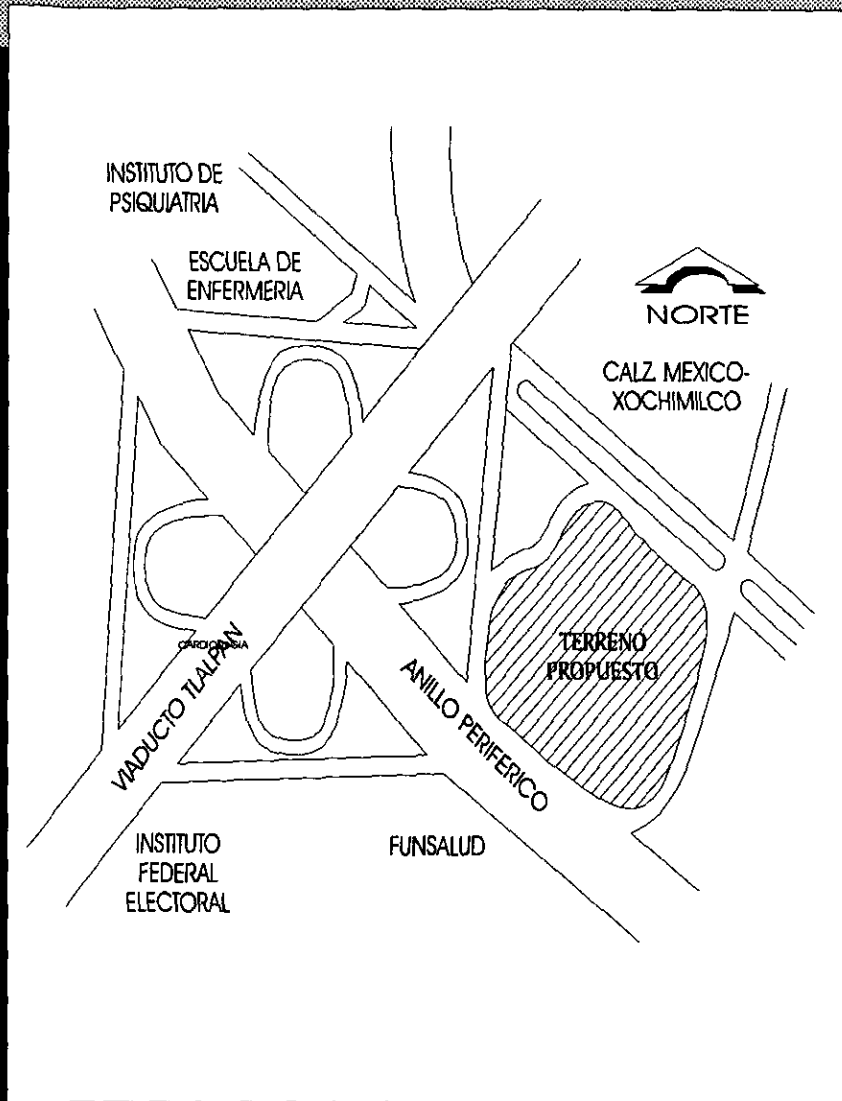 INSTITUTO DE
PSIQUIATRIA
ESCUELA DE
ENFERMERIA
NORTE
CALZ. MEXICO-
XOCHIMILCO
TERRENO
PROPUESTO
VIADUCTO TLALPAN
ANILLO PERIFERICO
INSTITUTO
FEDERAL
ELECTORAL
FUNSALUD